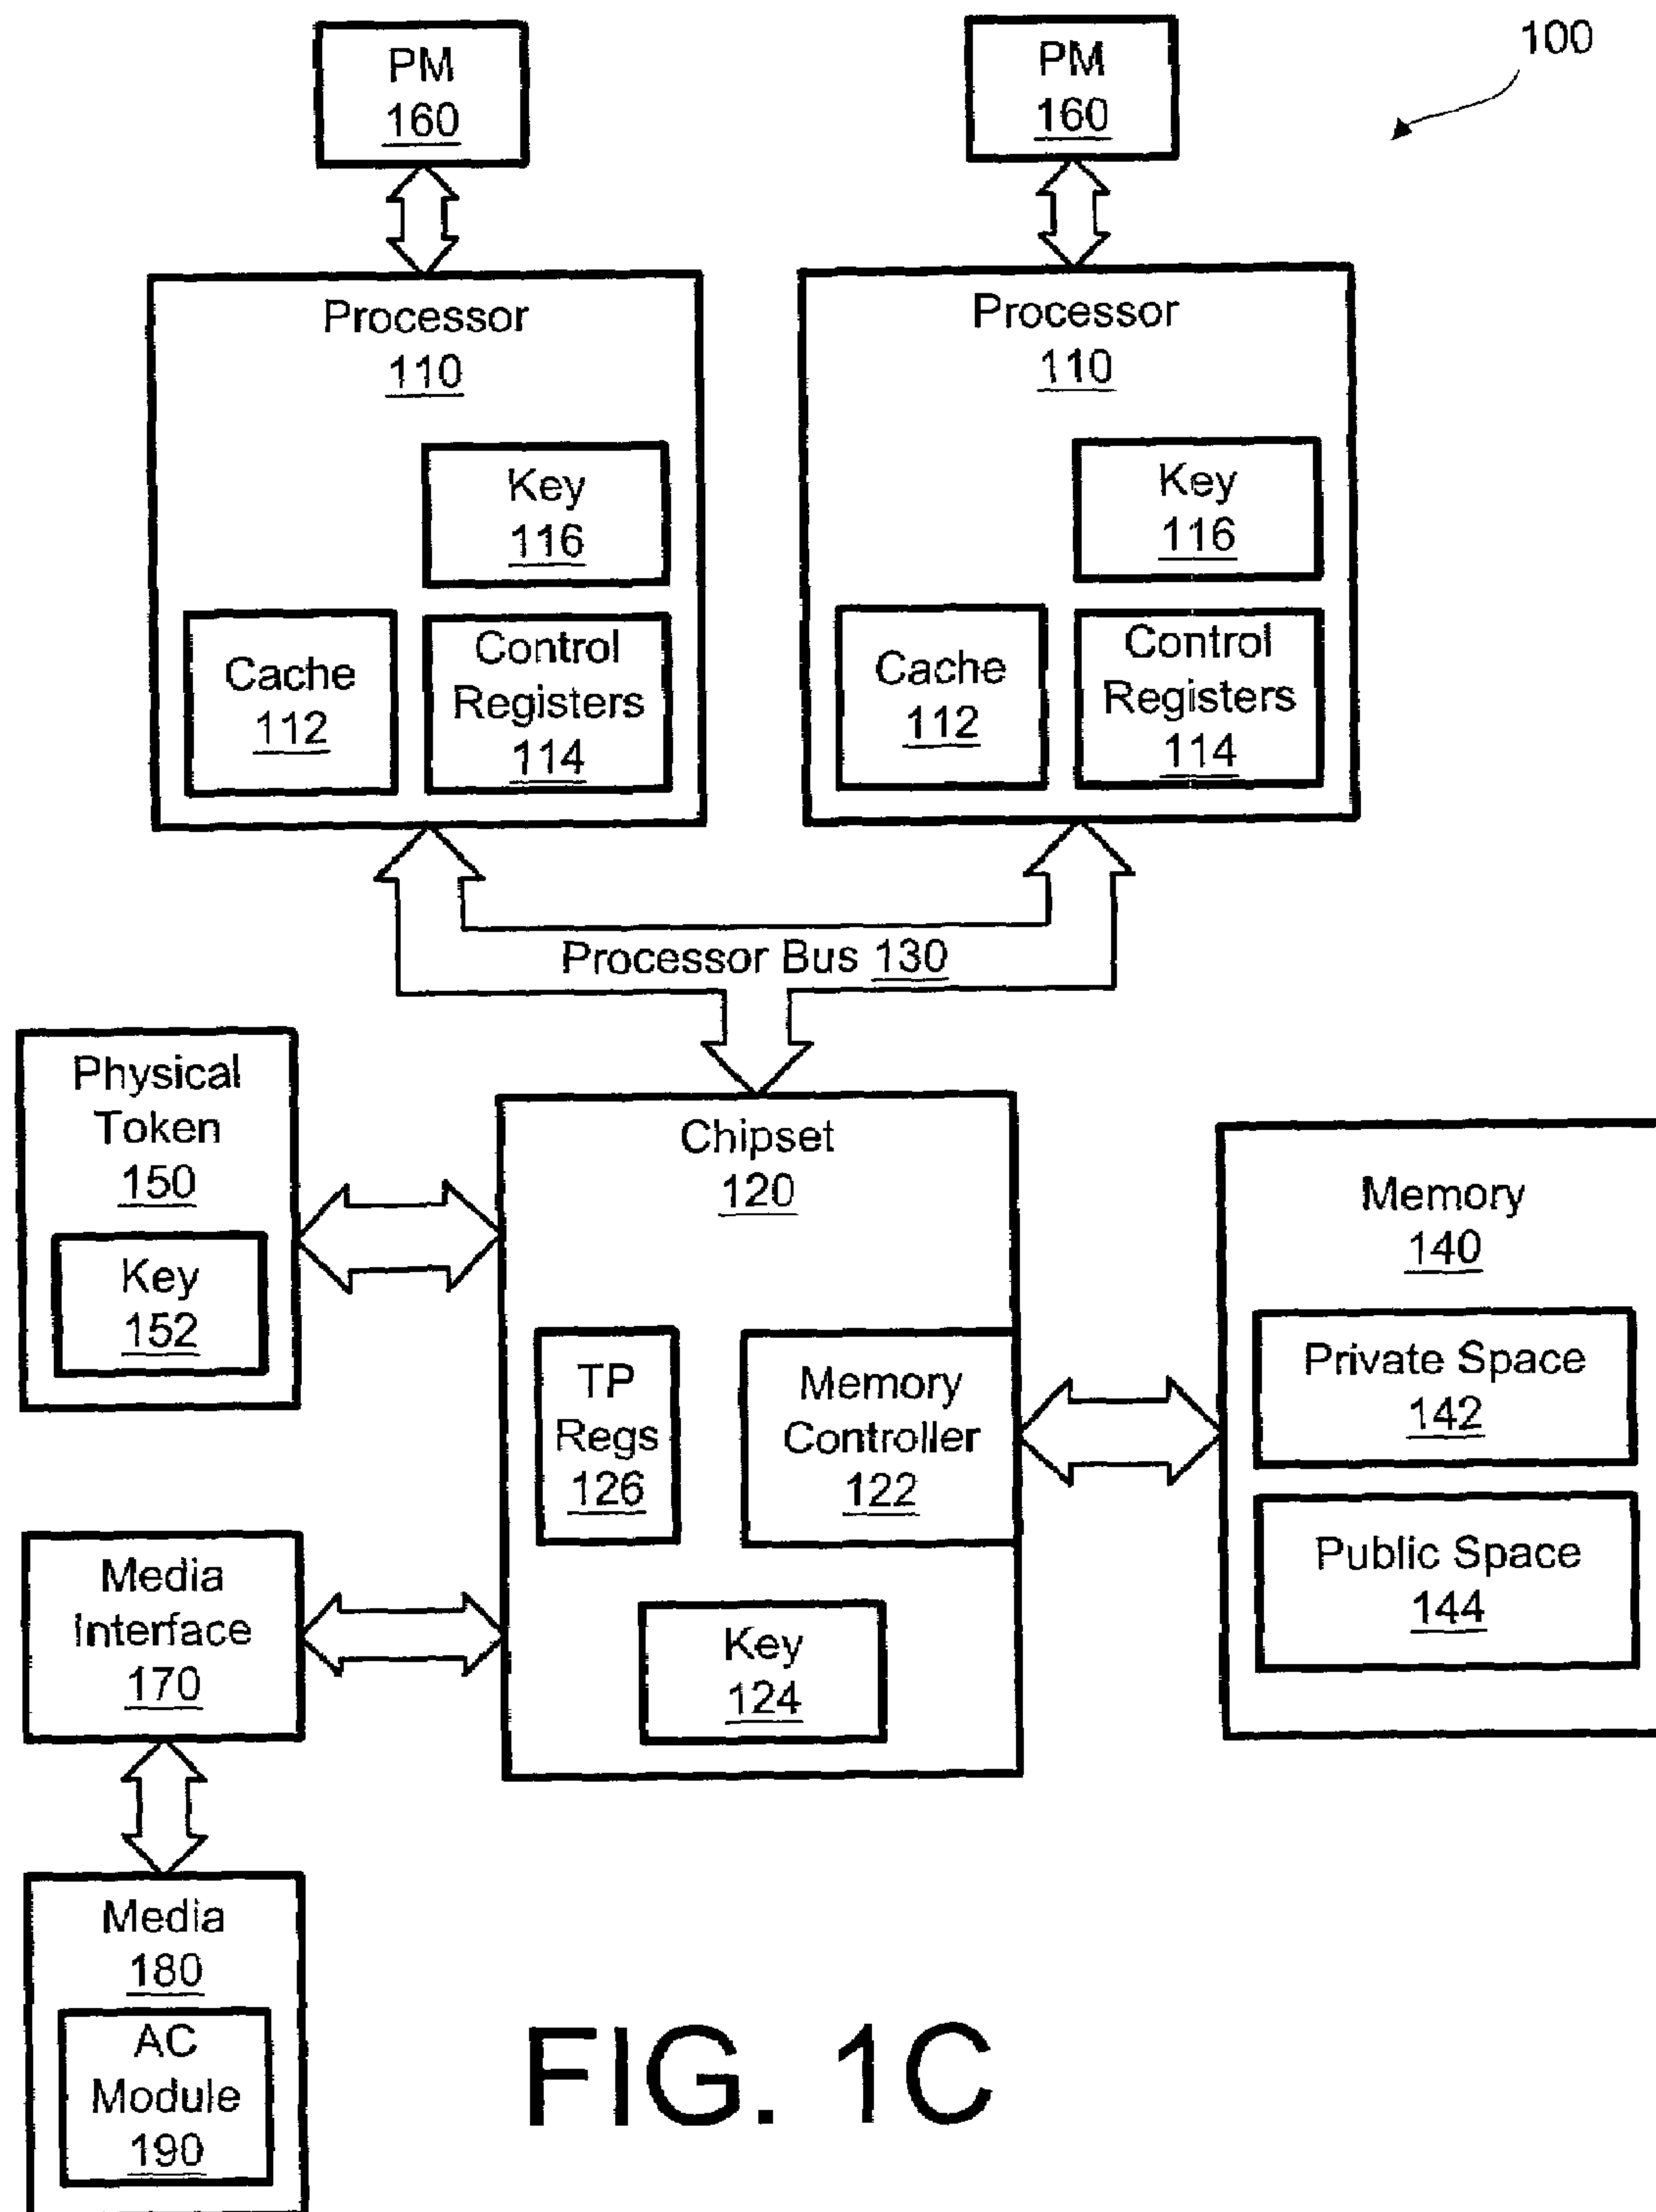 PM
160
PM
160
100
Processor
110
Key
116
Cache
112
Control
Registers
114
Processor
110
Key
116
Cache
112
Control
Registers
114
Processor Bus 130
Physical
Token
150
Key
152
Chipset
120
TP
Regs
126
Memory
Controller
122
Key
124
Memory
140
Private Space
142
Public Space
144
Media
Interface
170
Media
180
AC
Module
190
FIG. 1C